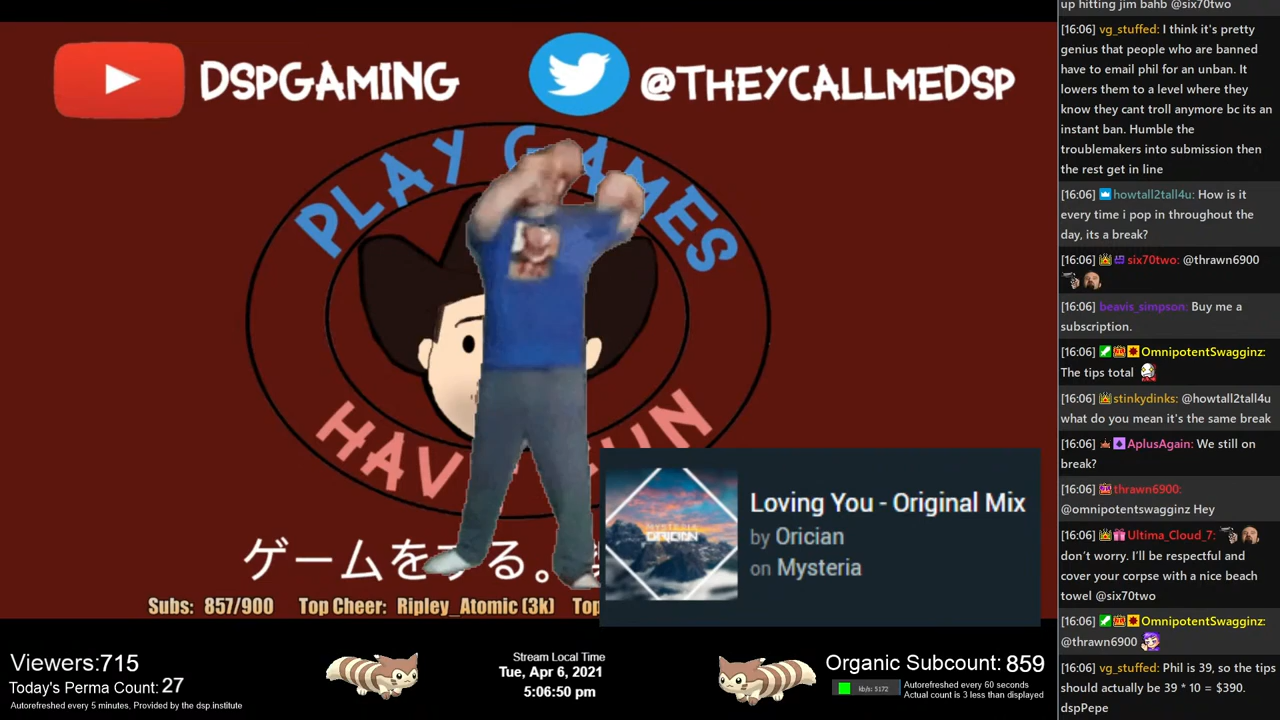 DSPGAMING
@THEYCALLMEDSP
PLAY GAMES
HAV UN
ゲームをする。
Subs: 857/900 Top Cheer: Ripley_Atomic (3k) Top
Loving You - Original Mix
by Orician
on Mysteria
MYSTERIA
ORICIAN
Viewers:715
Today's Perma Count: 27
Autorefreshed every 5 minutes, Provided by the dsp institute
Stream Local Time
Tue, Apr 6, 2021
5:06:50 pm
Organic Subcount: 859
kb/s: 5172
Autorefreshed every 60 seconds
Actual count is 3 less than displayed
up hitting jim bahb @six70two
[16:06] vg_stuffed: I think it's pretty
genius that people who are banned
have to email phil for an unban. It
lowers them to a level where they
know they cant troll anymore bc its an
instant ban. Humble the
troublemakers into submission then
the rest get in line
[16:06] howtall2tall4u: How is it
every time i pop in throughout the
day, its a break?
[16:06] six70two: @thrawn6900
[16:06] beavis_simpson: Buy me a
subscription.
[16:06] OmnipotentSwagginz:
The tips total
[16:06] stinkydinks: @howtall2tall4u
what do you mean it's the same break
[16:06] AplusAgain: We still on
break?
[16:06] thrawn6900:
@omnipotentswagginz Hey
[16:06] Ultima_Cloud_7:
don't worry. I'll be respectful and
cover your corpse with a nice beach
towel @six70two
[16:06] OmnipotentSwagginz:
@thrawn6900
[16:06] vg_stuffed: Phil is 39, so the tips
should actually be 39 * 10 = $390.
dspPepe